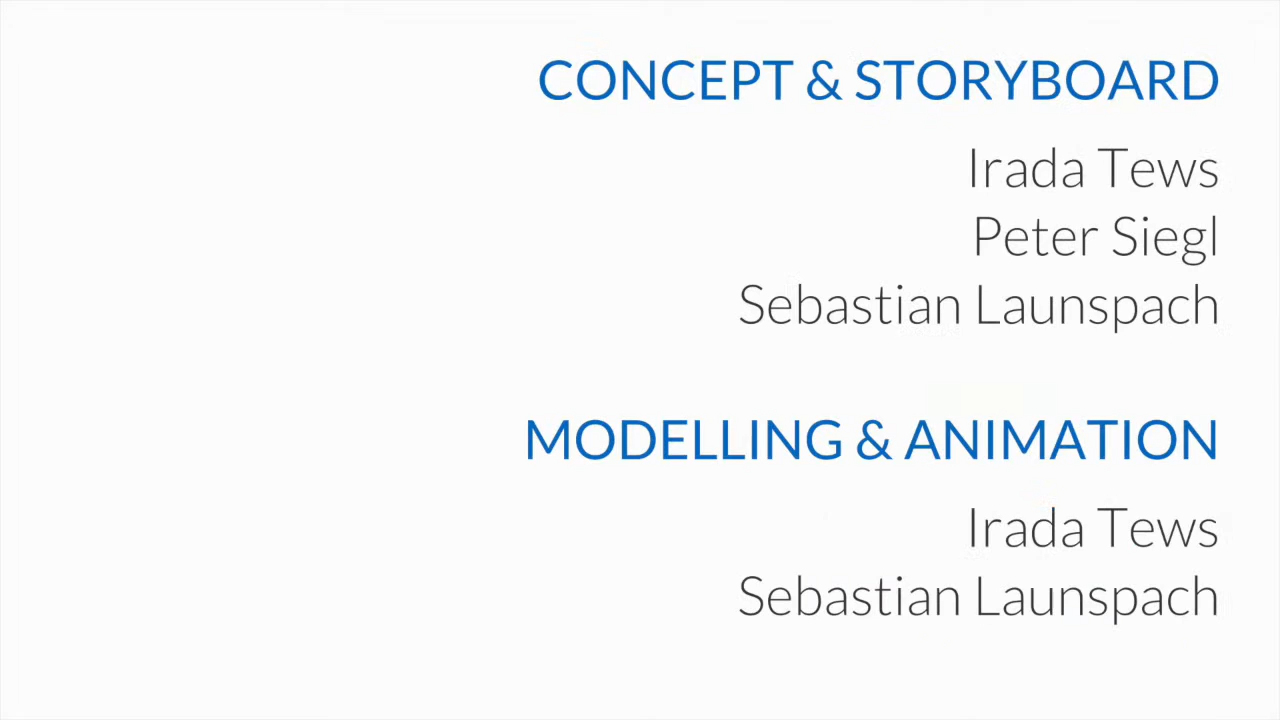 CONCEPT & STORYBOARD
Irada Tews
Peter Siegl
Sebastian Launspach
MODELLING & ANIMATION
Irada Tews
Sebastian Launspach